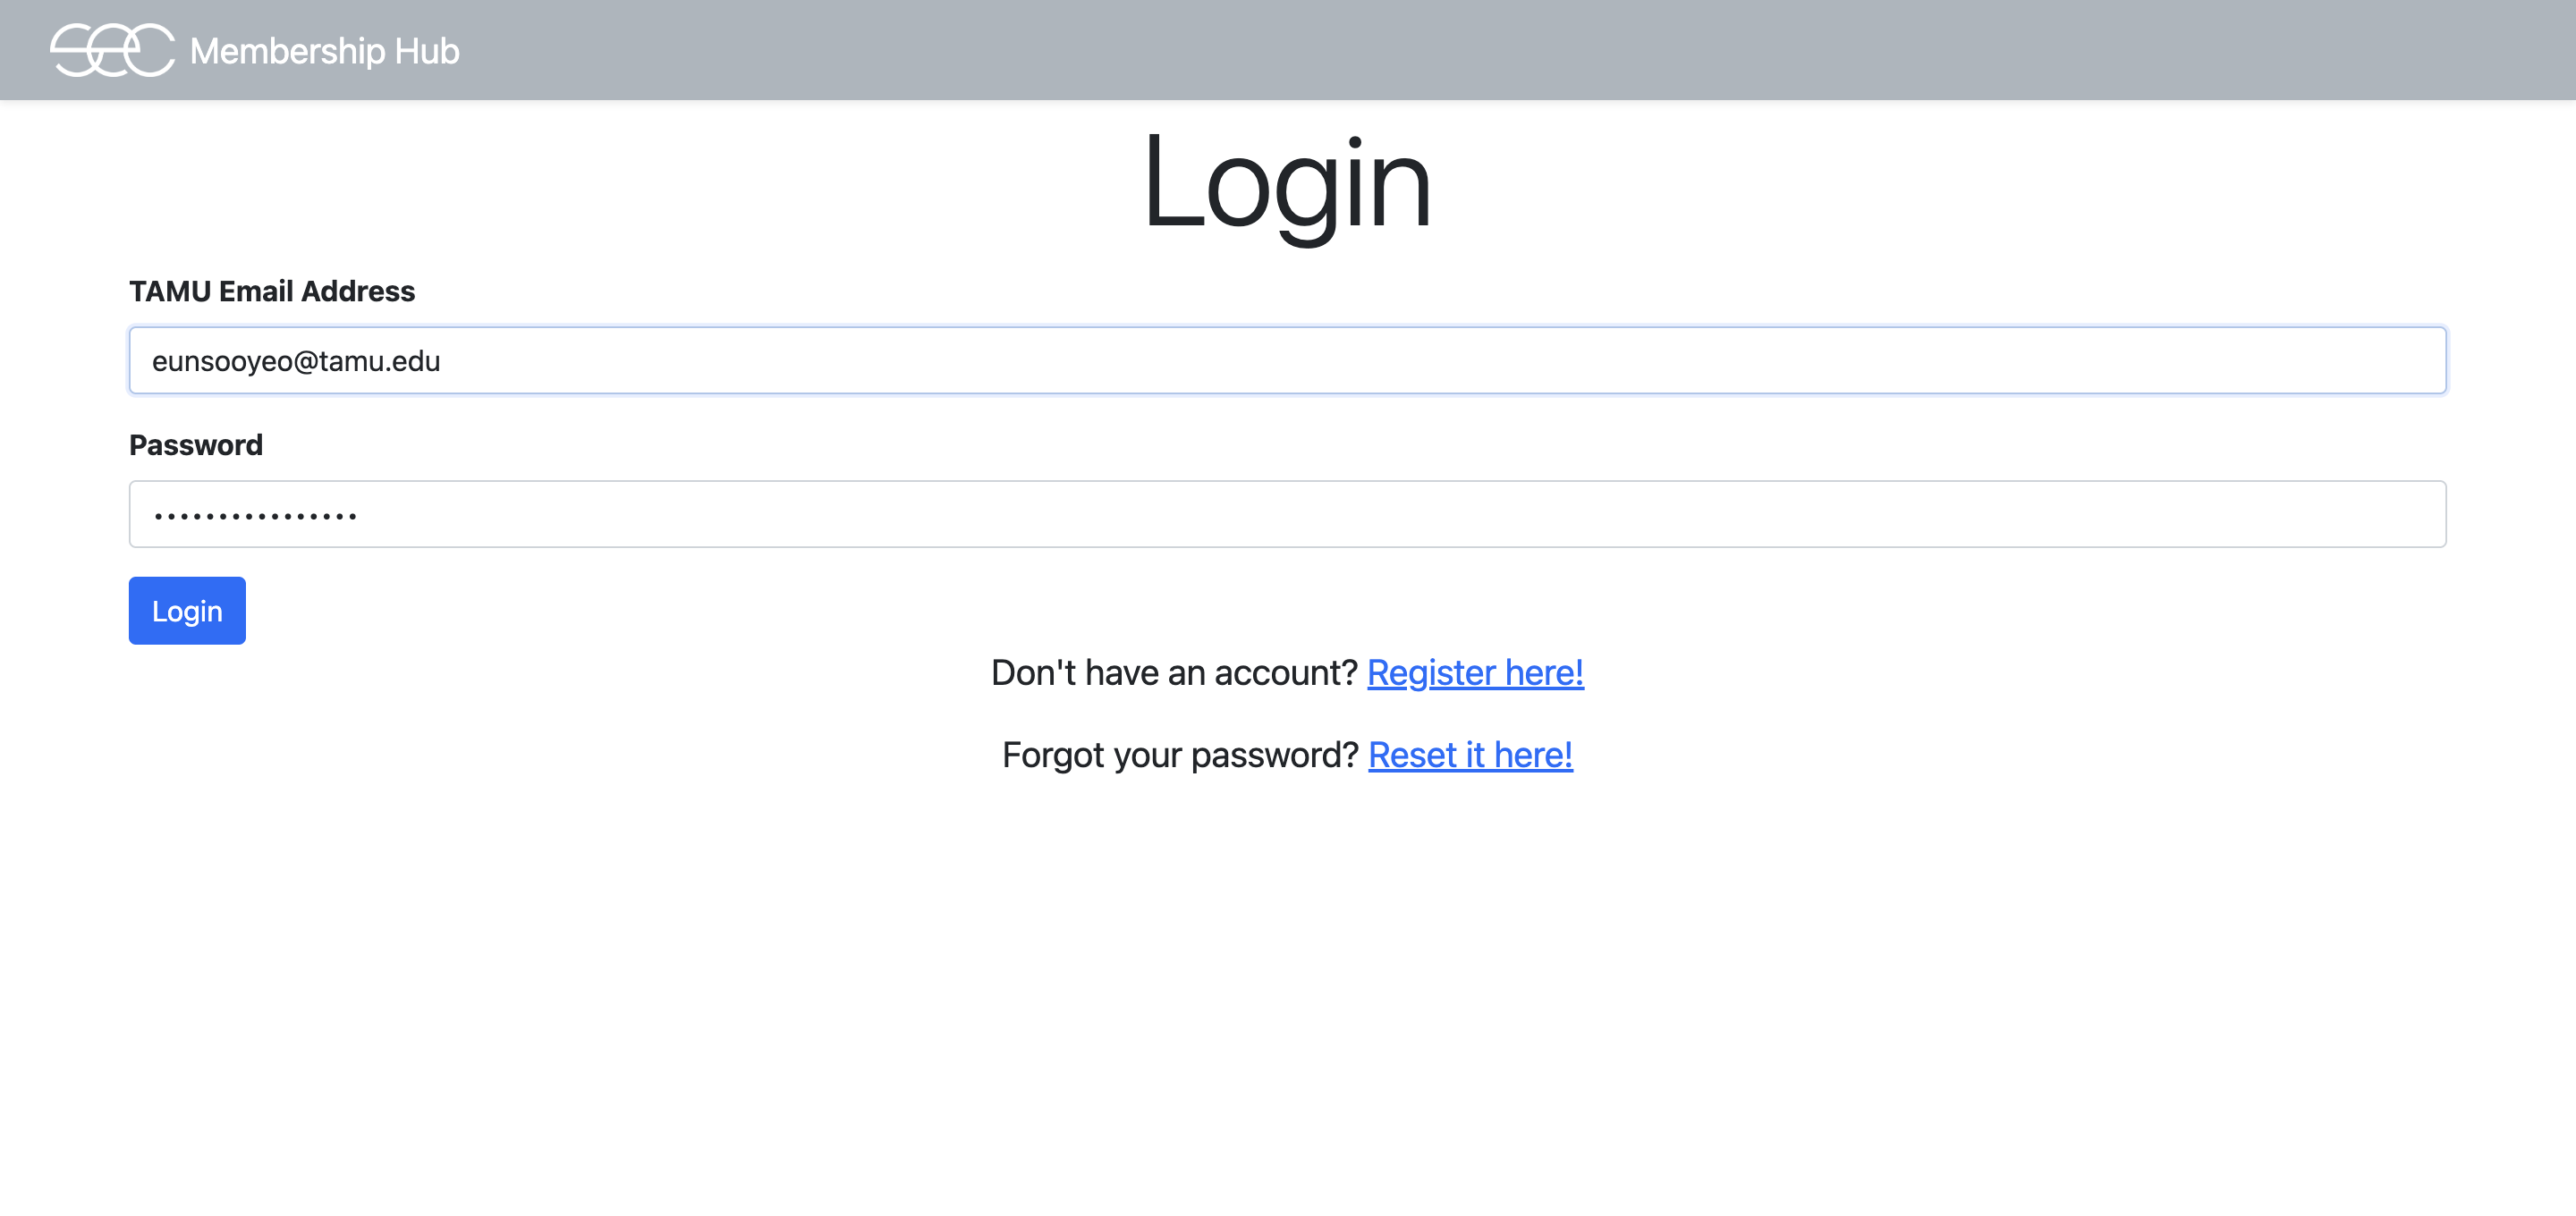 sec Membership Hub
Login
TAMU Email Address
eunsooyeo@tamu.edu
Password
••••••••••••••••
Login
Don't have an account? Register here!
Forgot your password? Reset it here!